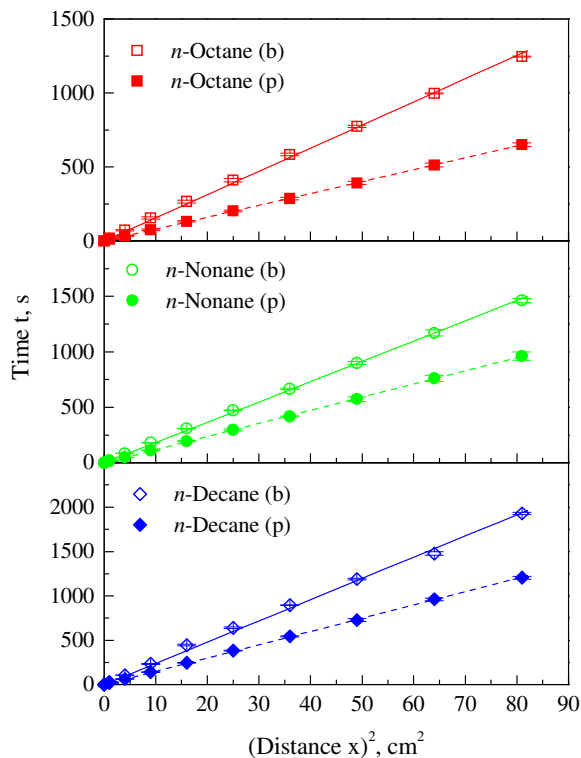 1500
n-Octane (b)
n-Octane (p)
1000
500
0
n-Nonane (b)
n-Nonane (p)
1500
1000
500
0
n-Decane (b)
n-Decane (p)
2000
1500
1000
500
0
Time t, s
0 10 20 30 40 50 60 70 80 90
(Distance x)², cm²